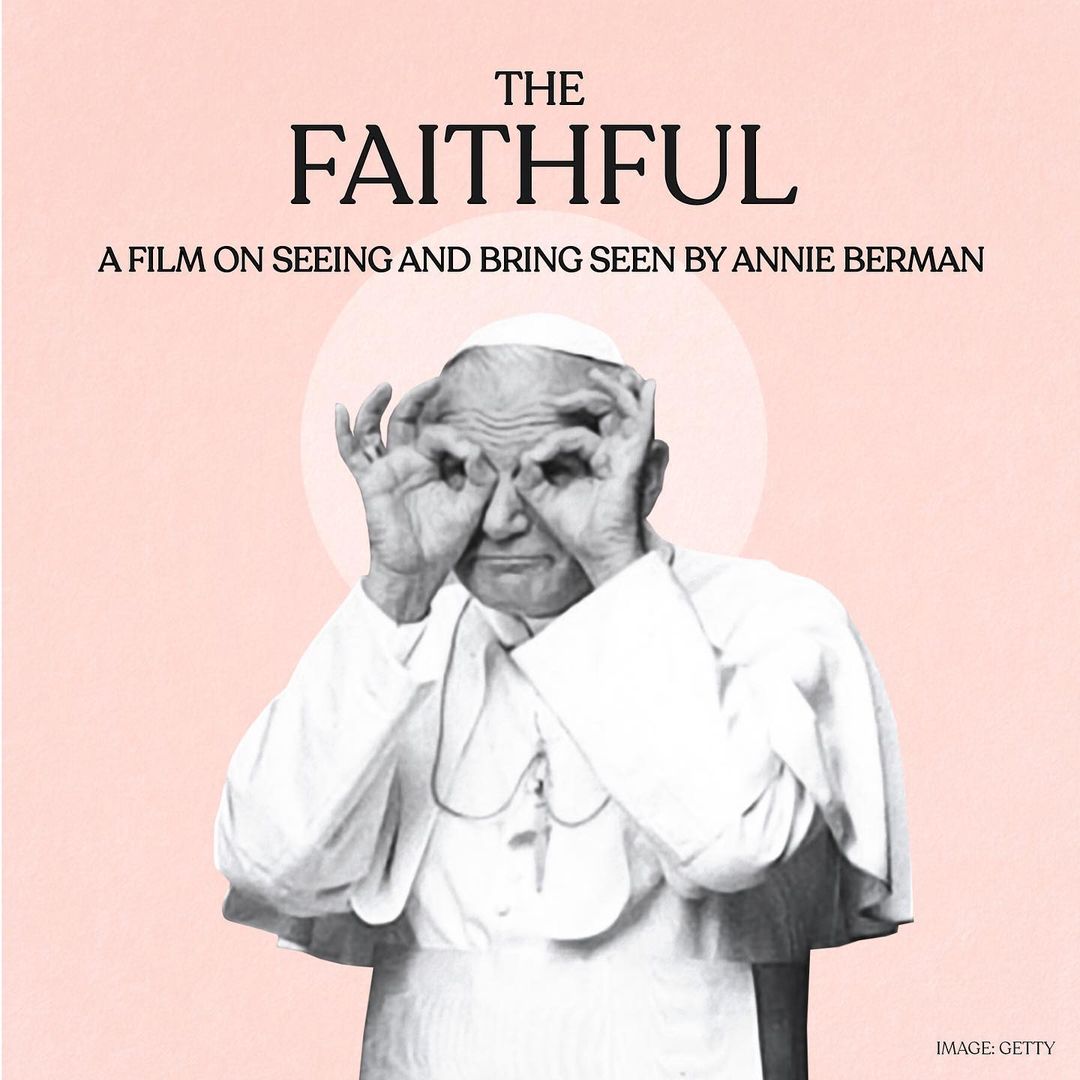 THE
FAITHFUL
A FILM ON SEEING AND BRING SEEN BY ANNIE BERMAN
IMAGE: GETTY